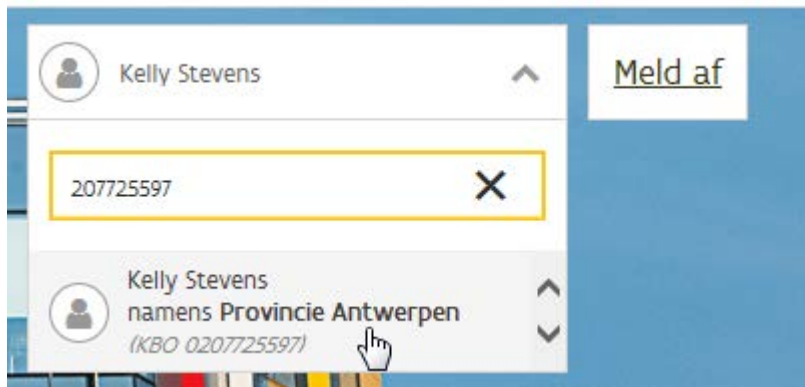 Kelly Stevens
Meld af
207725597
Kelly Stevens
namens Provincie Antwerpen
(KBO 0207725597)